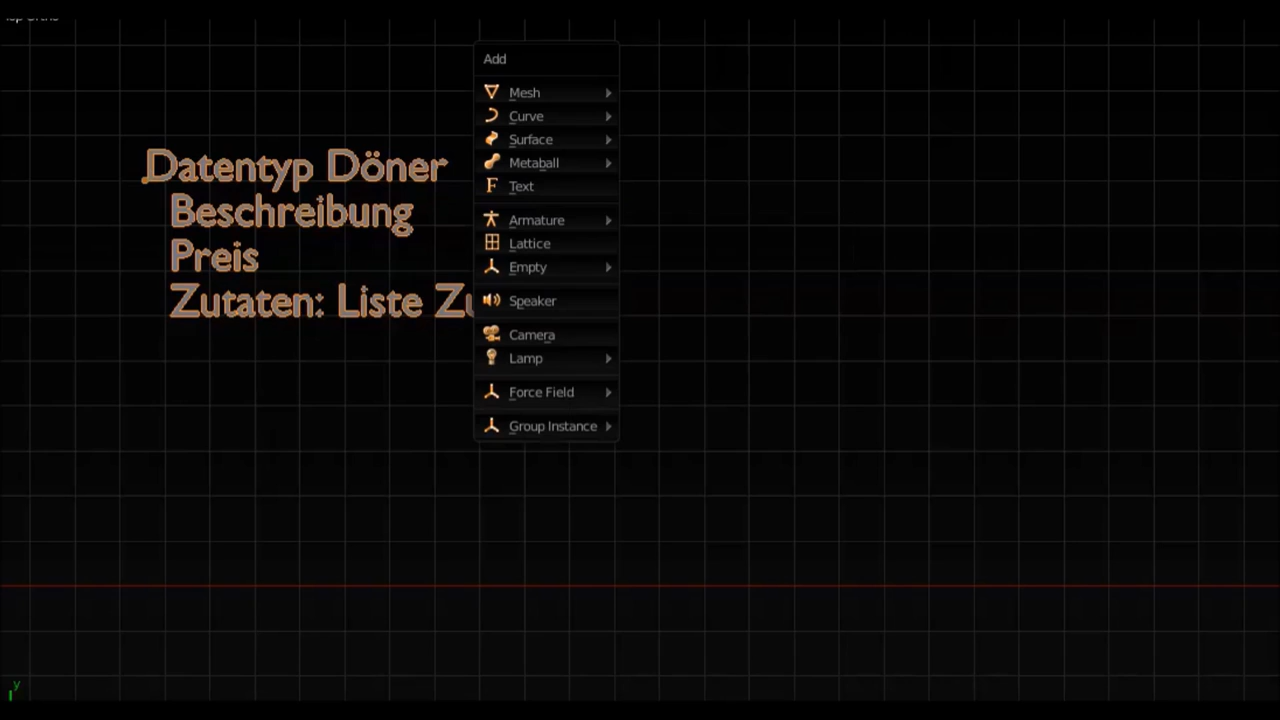 Add
Mesh
Curve
Surface
Metaball
Text
Armature
Lattice
Empty
Speaker
Camera
Lamp
Force Field
Group Instance
Datentyp Döner
Beschreibung
Preis
Zutaten: Liste
y